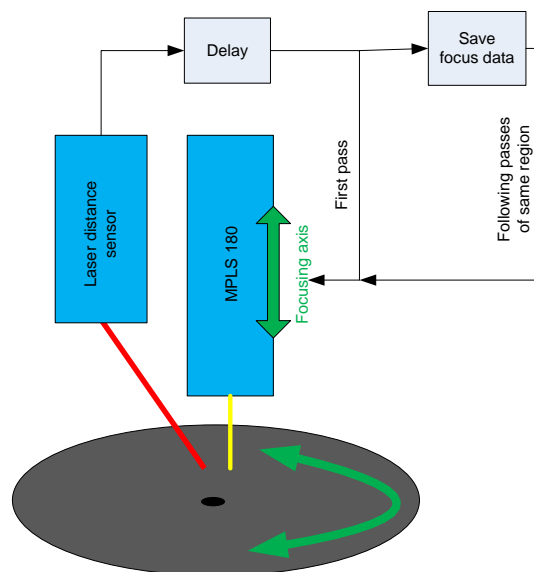 Delay
Save
focus data
Laser distance
sensor
MPLS 180
Focusing axis
First pass
Following passes
of same region